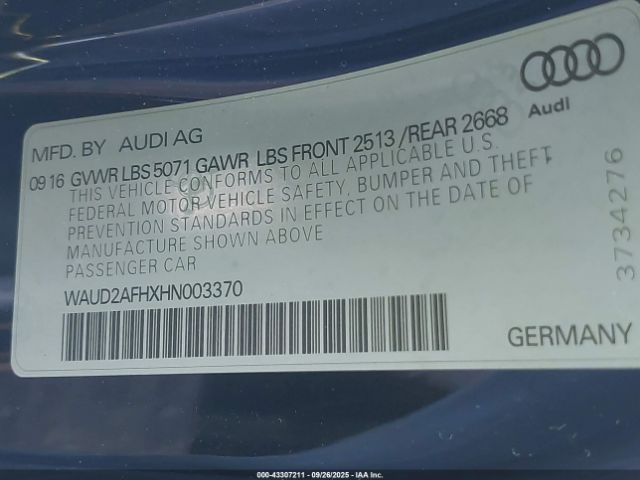 Audi
MFD. BY AUDI AG
09 16 GVWR LBS 5071 GAWR LBS FRONT 2513 /REAR 2668
THIS VEHICLE CONFORMS TO ALL APPLICABLE U.S.
FEDERAL MOTOR VEHICLE SAFETY, BUMPER AND THEFT
PREVENTION STANDARDS IN EFFECT ON THE DATE OF
MANUFACTURE SHOWN ABOVE
PASSENGER CAR
WAUD2AFHXHN003370
GERMANY
3734276
000-43307211 - 09/26/2025 - IAA Inc.